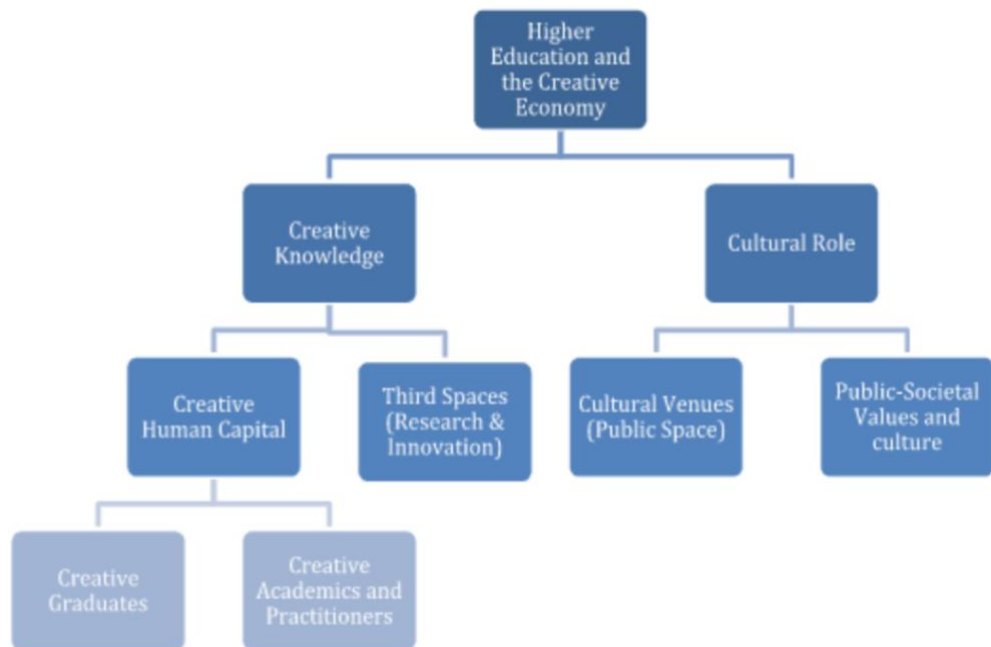 Higher
Education and
the Creative
Economy
Creative
Knowledge
Cultural Role
Creative
Human Capital
Third Spaces
(Research &
Innovation)
Cultural Venues
(Public Space)
Public-Societal
Values and
culture
Creative
Graduates
Creative
Academics and
Practitioners